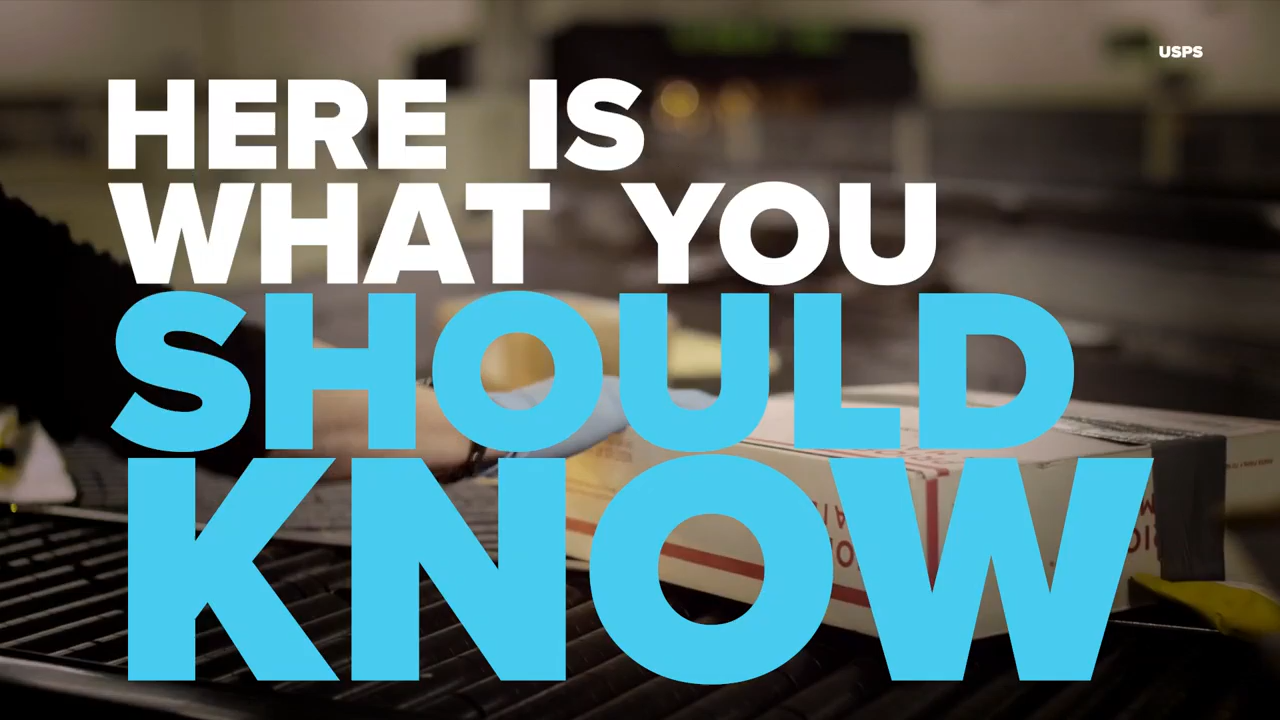 USPS
HERE IS
WHAT YOU
SHOULD
KNOW